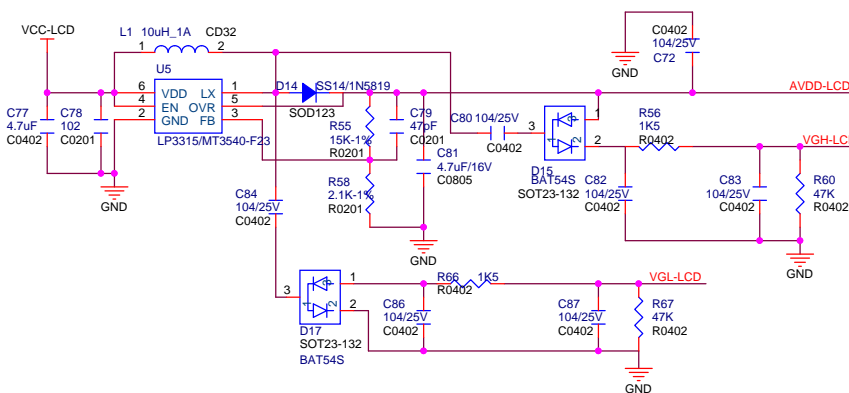 VCC-LCD
L1 10uH_1A CD32
1 2
U5
6 VDD LX 1
4 EN OVR 5
2 GND FB 3
LP3315/MT3540-F23
C77
4.7uF
C0402
C78
102
C0201
GND
D14 SS14/1N5819
SOD123
R55
15K-1%
R0201
C79
47pF
C0201
R58
2.1K-1%
R0201
C81
4.7uF/16V
C0805
GND
C80 104/25V
C0402
C0402
104/25V
C72
GND
AVDD-LCD
3
1
2
D15
BAT54S
SOT23-132
R56
1K5
R0402
VGH-LCD
C82
104/25V
C0402
C83
104/25V
C0402
R60
47K
R0402
GND
C84
104/25V
C0402
3
1
2
D17
SOT23-132
BAT54S
R66 1K5
R0402
VGL-LCD
C86
104/25V
C0402
C87
104/25V
C0402
R67
47K
R0402
GND